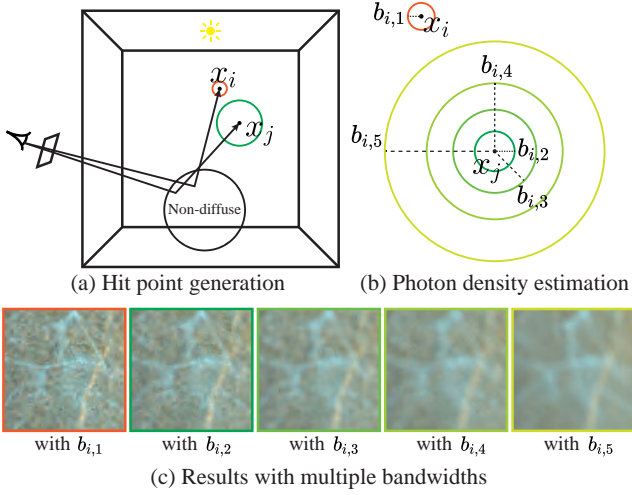 x_i
x_j
Non-diffuse
(a) Hit point generation
b_{i,1}
x_i
b_{i,4}
b_{i,5}
b_{i,2}
x_j
b_{i,3}
(b) Photon density estimation
with b_{i,1}
with b_{i,2}
with b_{i,3}
with b_{i,4}
with b_{i,5}
(c) Results with multiple bandwidths